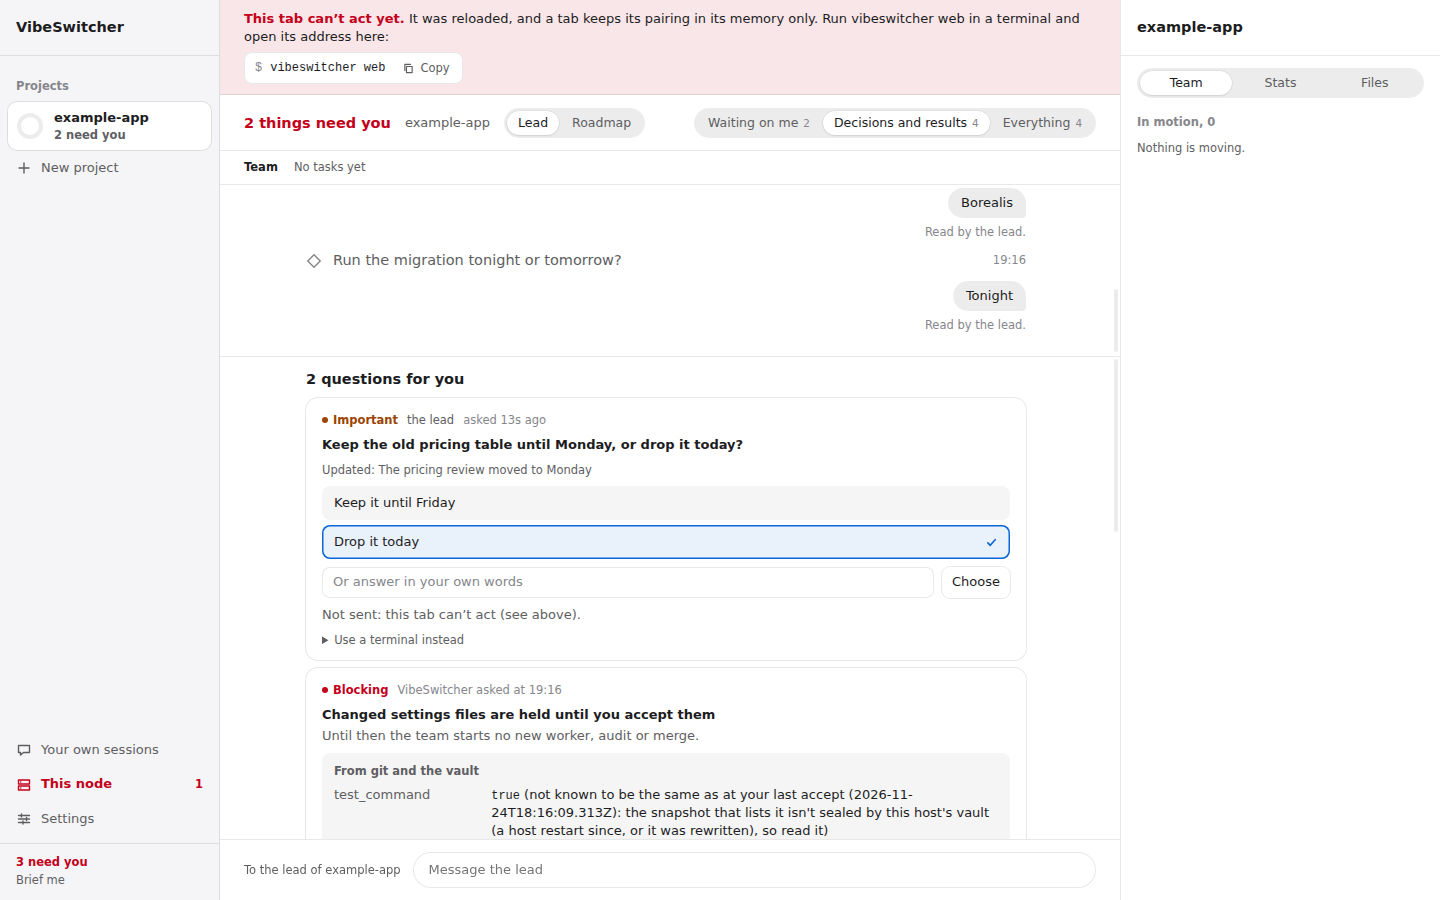 VibeSwitcher
Projects
example-app
2 need you
New project
Your own sessions
This node 1
Settings
3 need you
Brief me
This tab can’t act yet. It was reloaded, and a tab keeps its pairing in its memory only. Run vibeswitcher web in a terminal and
open its address here:
$ vibeswitcher web Copy
2 things need you example-app Lead Roadmap Waiting on me 2 Decisions and results 4 Everything 4
Team No tasks yet
Borealis
Read by the lead.
Run the migration tonight or tomorrow? 19:16
Tonight
Read by the lead.
2 questions for you
Important the lead asked 13s ago
Keep the old pricing table until Monday, or drop it today?
Updated: The pricing review moved to Monday
Keep it until Friday
Drop it today
Or answer in your own words Choose
Not sent: this tab can’t act (see above).
Use a terminal instead
Blocking VibeSwitcher asked at 19:16
Changed settings files are held until you accept them
Until then the team starts no new worker, audit or merge.
From git and the vault
test_command true (not known to be the same as at your last accept (2026-11-
24T18:16:09.313Z): the snapshot that lists it isn't sealed by this host's vault
(a host restart since, or it was rewritten), so read it)
To the lead of example-app Message the lead
example-app
Team Stats Files
In motion, 0
Nothing is moving.